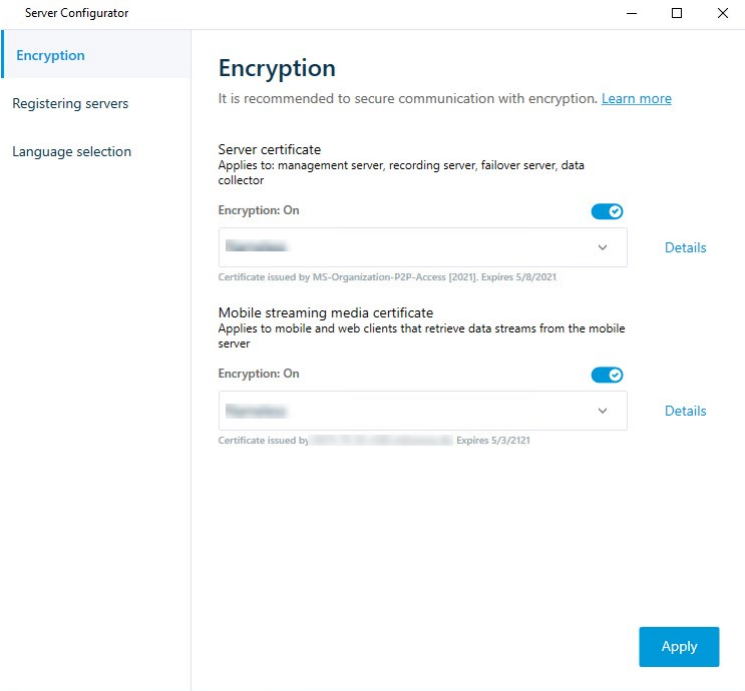 Server Configurator
Encryption
Registering servers
Language selection
Encryption
It is recommended to secure communication with encryption. Learn more
Server certificate
Applies to: management server, recording server, failover server, data
collector
Encryption: On
Details
Certificate issued by MS-Organization-P2P-Access [2021]. Expires 5/8/2021
Mobile streaming media certificate
Applies to mobile and web clients that retrieve data streams from the mobile
server
Encryption: On
Details
Certificate issued by Expires 5/3/2121
Apply